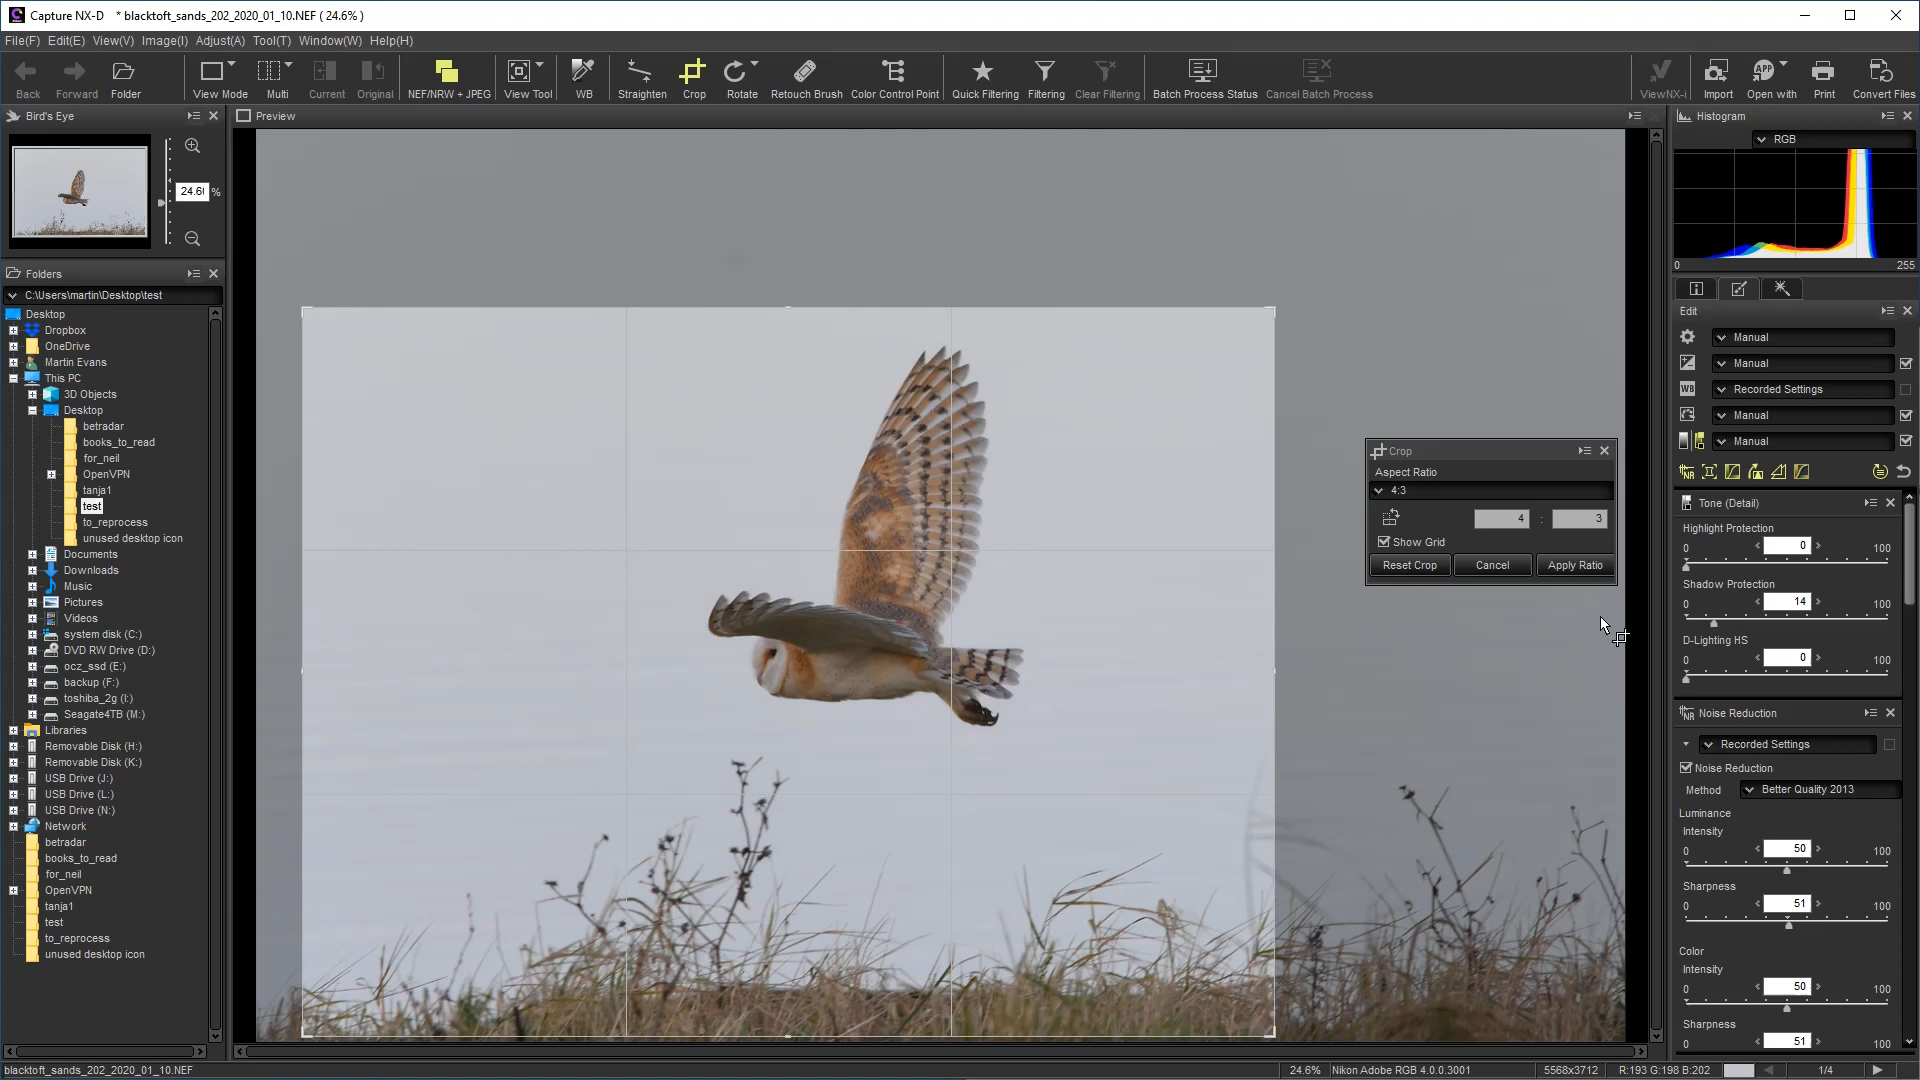 Capture NX-D * blacktoft_sands_202_2020_01_10.NEF ( 24.6% )
File(F) Edit(E) View(V) Image(I) Adjust(A) Tool(T) Window(W) Help(H)
Back Forward Folder View Mode Multi Current Original NEF/NRW + JPEG View Tool WB Straighten Crop Rotate Retouch Brush Color Control Point Quick Filtering Filtering Clear Filtering Batch Process Status Cancel Batch Process ViewNX-i Import Open with Print Convert Files
Bird's Eye
%
Folders
C:\Users\martin\Desktop\test
Desktop
Dropbox
OneDrive
Martin Evans
This PC
3D Objects
Desktop
betradar
books_to_read
for_neil
OpenVPN
tanja1
test
to_reprocess
unused desktop icon
Documents
Downloads
Music
Pictures
Videos
system disk (C:)
DVD RW Drive (D:)
ocz_ssd (E:)
backup (F:)
toshiba_2g (I:)
Seagate4TB (M:)
Libraries
Removable Disk (H:)
Removable Disk (K:)
USB Drive (J:)
USB Drive (L:)
USB Drive (N:)
Network
betradar
books_to_read
for_neil
OpenVPN
tanja1
test
to_reprocess
unused desktop icon
Preview
Crop
Aspect Ratio
4:3
4 : 3
Show Grid
Reset Crop Cancel Apply Ratio
Histogram
RGB
0 255
Edit
Manual
Manual
WB Recorded Settings
Manual
Manual
Tone (Detail)
Highlight Protection
0 0 100
Shadow Protection
0 14 100
D-Lighting HS
0 0 100
NR Noise Reduction
Recorded Settings
Noise Reduction
Method Better Quality 2013
Luminance
Intensity
0 50 100
Sharpness
0 51 100
Color
Intensity
0 50 100
Sharpness
0 51 100
blacktoft_sands_202_2020_01_10.NEF 24.6% Nikon Adobe RGB 4.0.0.3001 5568x3712 R:193 G:198 B:202 1/4